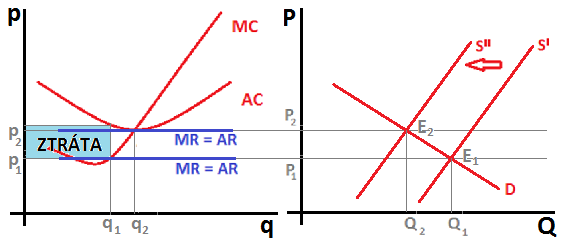 p
MC
AC
p2
ZTRÁTA
MR = AR
p1
MR = AR
q1
q2
q
P
S"
S'
P2
E2
E1
P1
D
Q2
Q1
Q